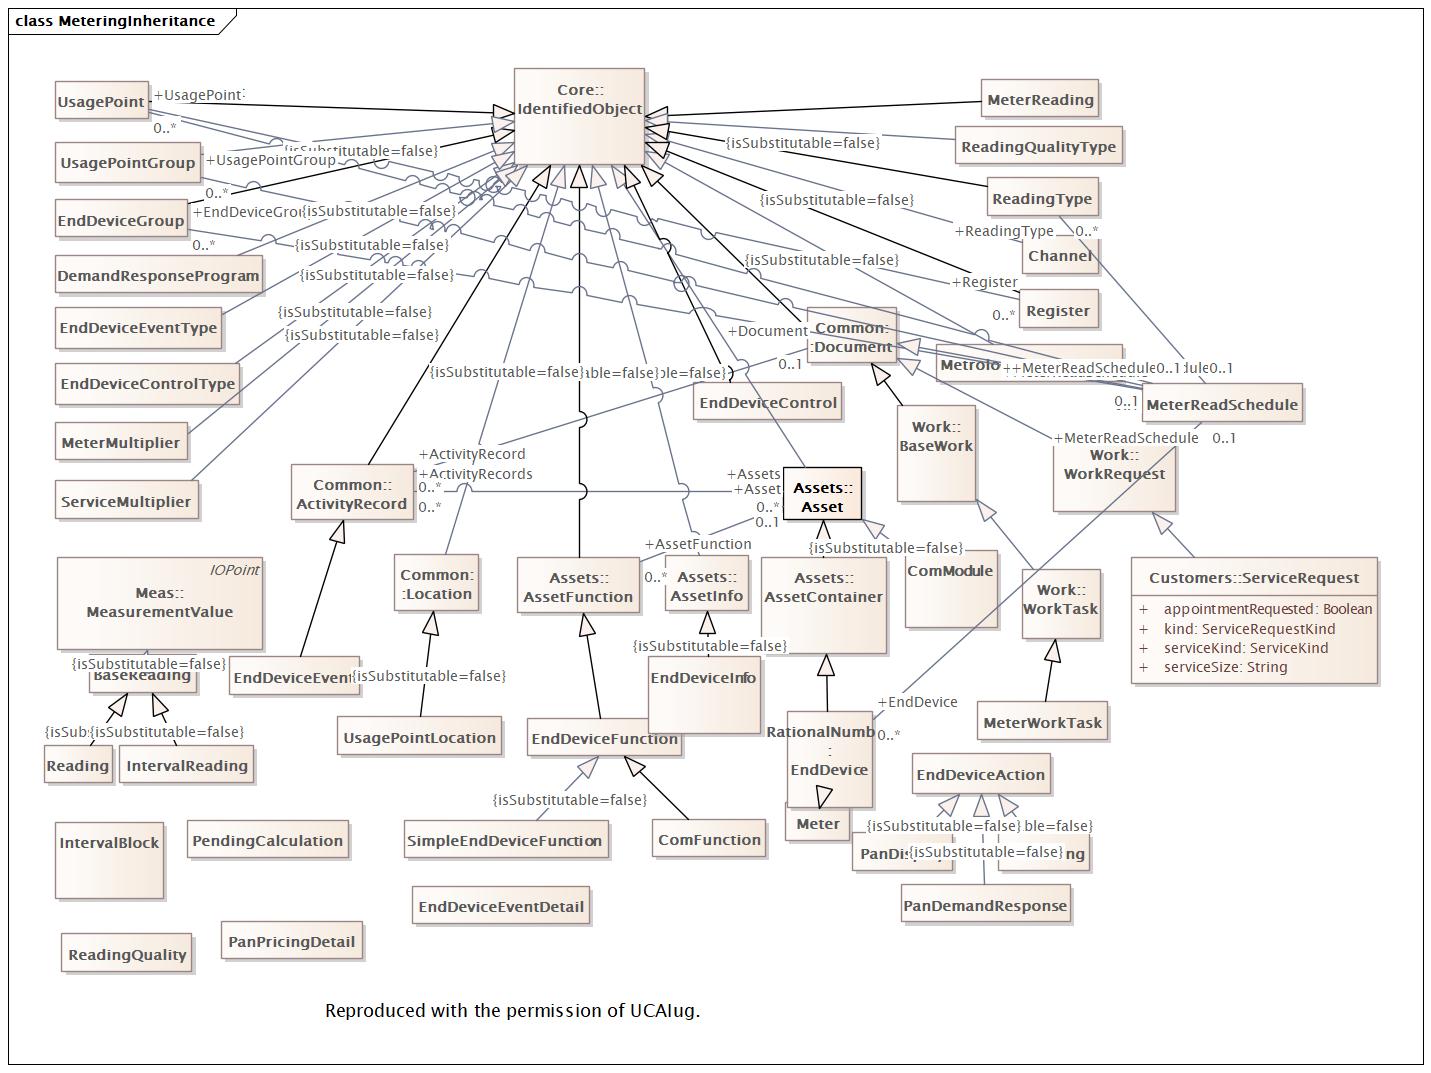 class MeteringInheritance
Core::
IdentifiedObject
UsagePoint
+UsagePoint
0..*
MeterReading
{isSubstitutable=false}
UsagePointGroup
+UsagePointGroup
0..*
{isSubstitutable=false}
ReadingQualityType
EndDeviceGroup
+EndDeviceGrou
0..*
{isSubstitutable=false}
{isSubstitutable=false}
ReadingType
+ReadingType
0..*
Channel
DemandResponseProgram
{isSubstitutable=false}
{isSubstitutable=false}
{isSubstitutable=false}
+Register
0..*
Register
EndDeviceEventType
{isSubstitutable=false}
{isSubstitutable=false}
+Document
0..1
Common:
:Document
Metrolo
++MeterReadSchedule0..1
dule0..1
EndDeviceControlType
{isSubstitutable=false}
able=false}
ole=false}
EndDeviceControl
0..1
MeterReadSchedule
MeterMultiplier
Work::
BaseWork
+MeterReadSchedule
0..1
Work::
WorkRequest
ServiceMultiplier
Common::
ActivityRecord
+ActivityRecord
+ActivityRecords
0..*
0..*
+Assets
+Asset
0..*
0..1
Assets::
Asset
IOPoint
Meas::
MeasurementValue
Common:
:Location
Assets::
AssetFunction
+AssetFunction
0..*
Assets::
AssetInfo
{isSubstitutable=false}
Assets::
AssetContainer
ComModule
Work::
WorkTask
Customers::ServiceRequest
+ appointmentRequested: Boolean
+ kind: ServiceRequestKind
+ serviceKind: ServiceKind
+ serviceSize: String
{isSubstitutable=false}
BaseReading
EndDeviceEvent
{isSubstitutable=false}
{isSubstitutable=false}
EndDeviceInfo
+EndDevice
0..*
{isSub
{isSubstitutable=false}
Reading
IntervalReading
UsagePointLocation
EndDeviceFunction
RationalNumb
:
EndDevice
MeterWorkTask
EndDeviceAction
{isSubstitutable=false}
Meter
{isSubstitutable=false}
ble=false}
{isSubstitutable=false}
PanDisp
ng
IntervalBlock
PendingCalculation
SimpleEndDeviceFunction
ComFunction
EndDeviceEventDetail
PanDemandResponse
ReadingQuality
PanPricingDetail
Reproduced with the permission of UCAIug.